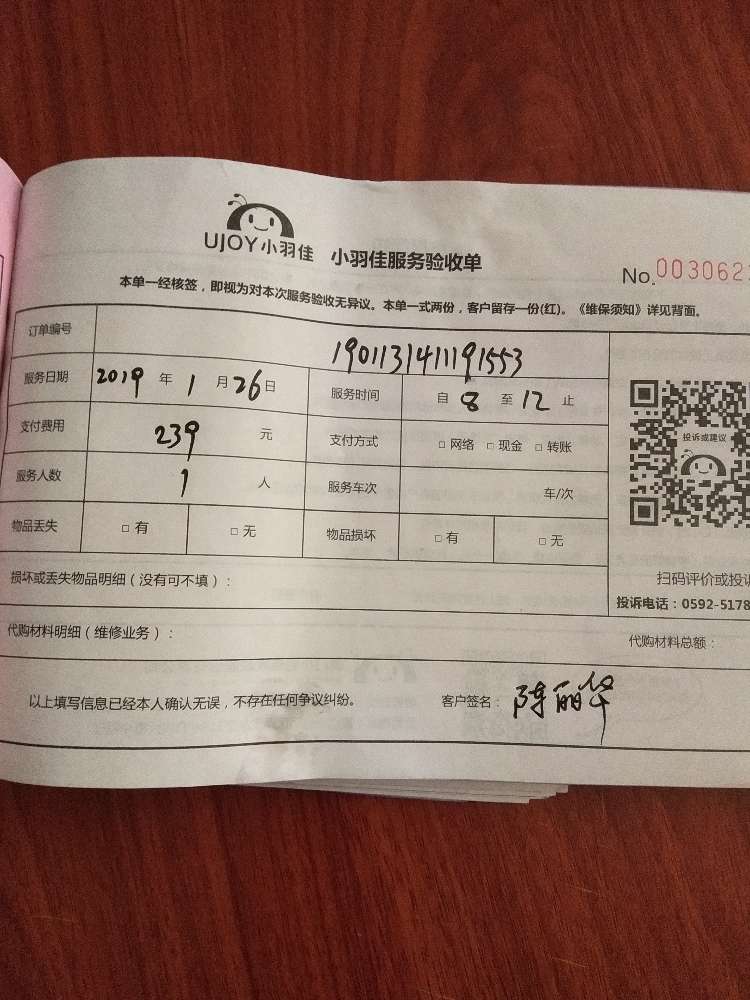 UJOY小羽佳 小羽佳服务验收单
No.0030622
本单一经核签，即视为对本次服务验收无异议。本单一式两份，客户留存一份(红)。《维保须知》详见背面。
订单编号 1901131411191553
服务日期 2019 年 1 月 26 日 服务时间 自 8 至 12 止
支付费用 239 元 支付方式 □ 网络 □ 现金 □ 转账
服务人数 1 人 服务车次 车/次
物品丢失 □ 有 □ 无 物品损坏 □ 有 □ 无
投诉或建议
扫码评价或投诉
投诉电话：0592-5178
损坏或丢失物品明细（没有可不填）：
代购材料明细（维修业务）： 代购材料总额：
以上填写信息已经本人确认无误，不存在任何争议纠纷。 客户签名： 陈丽华